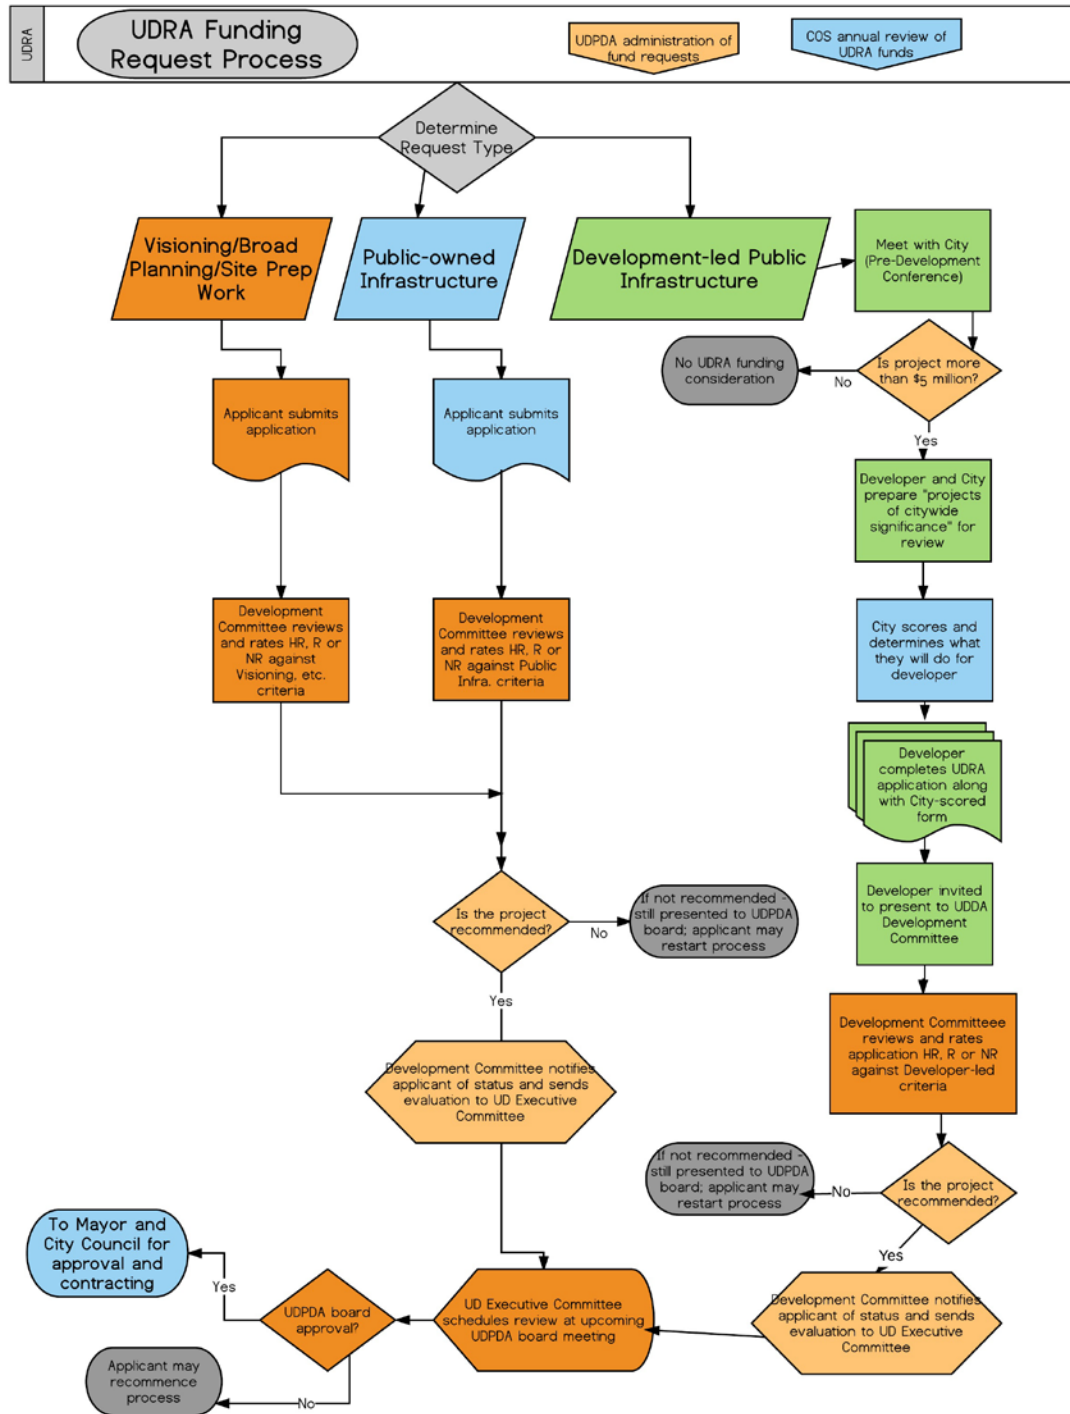 UDRA
UDRA Funding
Request Process
UDPDA administration of
fund requests
COS annual review of
UDRA funds
Determine
Request Type
Visioning/Broad
Planning/Site Prep
Work
Public-owned
Infrastructure
Development-led Public
Infrastructure
Meet with City
(Pre-Development
Conference)
No UDRA funding
consideration
No
Is project more
than $5 million?
Yes
Applicant submits
application
Applicant submits
application
Developer and City
prepare "projects
of citywide
significance" for
review
Development
Committee reviews
and rates HR, R or
NR against
Visioning, etc.
criteria
Development
Committee reviews
and rates HR, R or
NR against Public
Infra. criteria
City scores and
determines what
they will do for
developer
Developer
completes UDRA
application along
with City-scored
form
Developer invited
to present to UDDA
Development
Committee
Is the project
recommended?
No
If not recommended -
still presented to UDPDA
board; applicant may
restart process
Yes
Development Committeee
reviews and rates
application HR, R or NR
against Developer-led
criteria
Development Committee notifies
applicant of status and sends
evaluation to UD Executive
Committee
If not recommended -
still presented to UDPDA
board; applicant may
restart process
No
Is the project
recommended?
Yes
To Mayor and
City Council for
approval and
contracting
Yes
UDPDA board
approval?
UD Executive Committee
schedules review at upcoming
UDPDA board meeting
Development Committee notifies
applicant of status and sends
evaluation to UD Executive
Committee
Applicant may
recommence
process
No